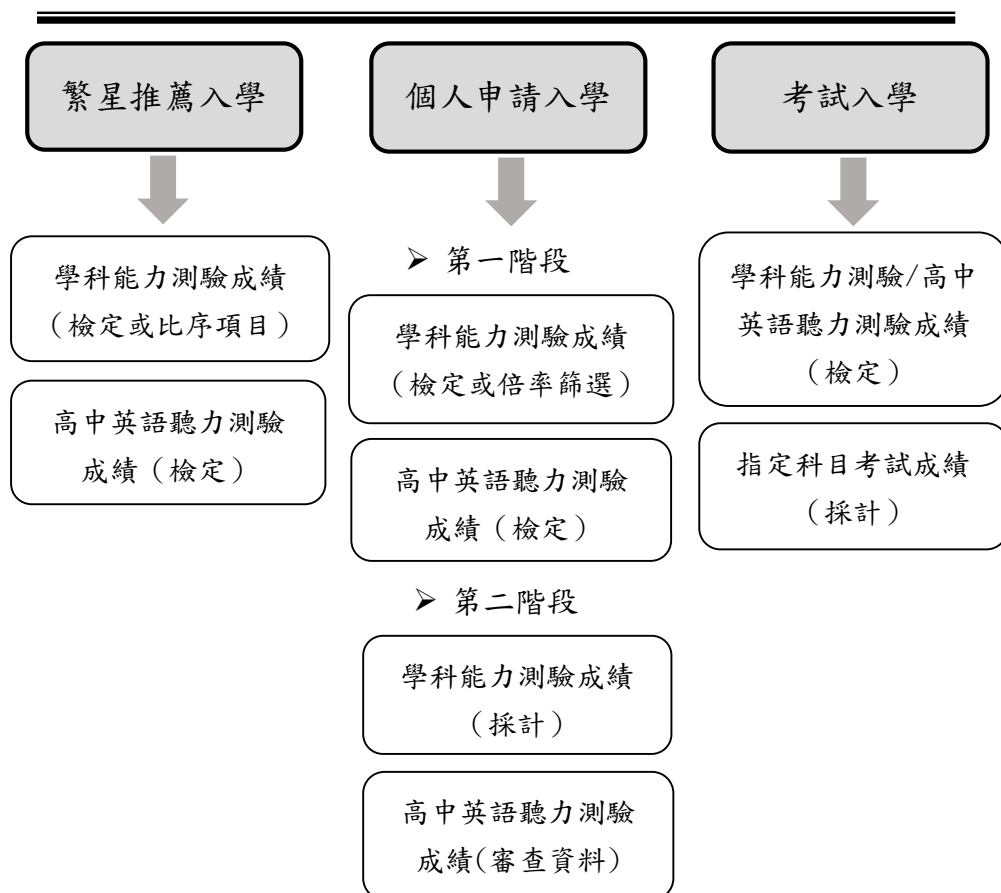 繁星推薦入學
學科能力測驗成績
（檢定或比序項目）
高中英語聽力測驗
成績（檢定）
個人申請入學
➢ 第一階段
學科能力測驗成績
（檢定或倍率篩選）
高中英語聽力測驗
成績（檢定）
➢ 第二階段
學科能力測驗成績
（採計）
高中英語聽力測驗
成績(審查資料)
考試入學
學科能力測驗/高中
英語聽力測驗成績
（檢定）
指定科目考試成績
（採計）